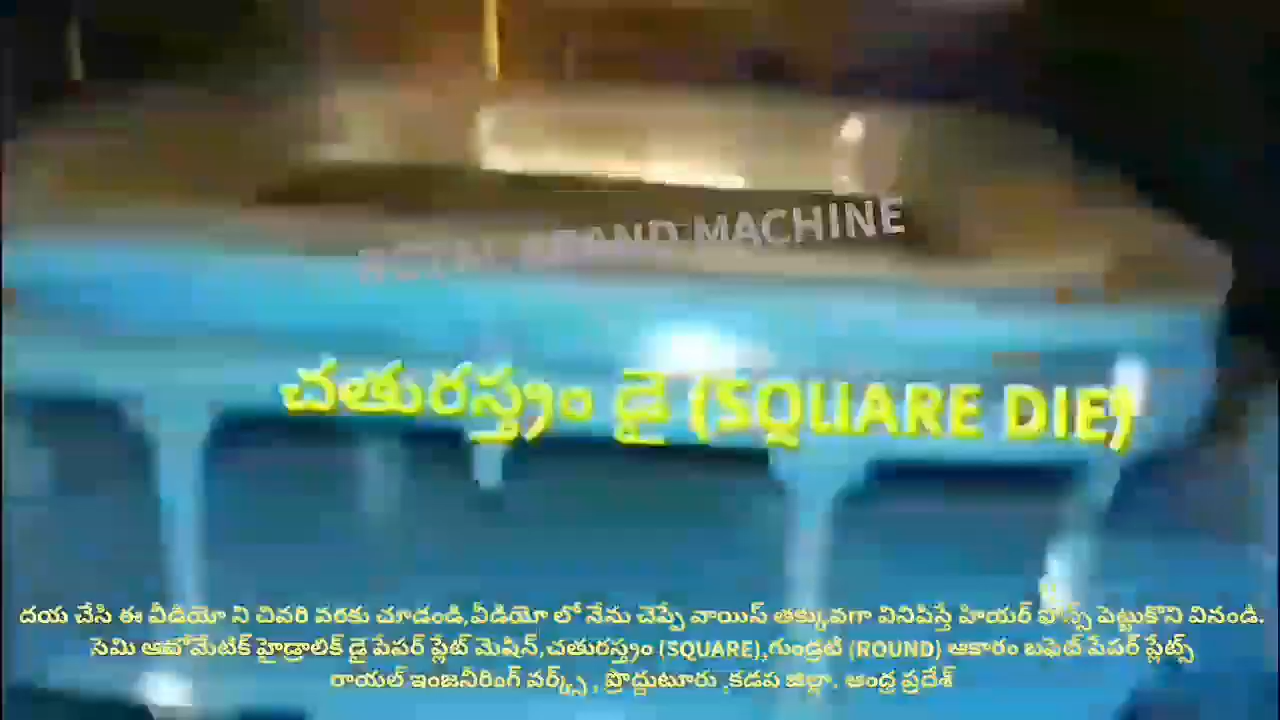 ROYAL BRAND MACHINE
చతురస్త్రం డై (SQUARE DIE)
దయ చేసి ఈ వీడియో ని చివరి వరకు చూడండి,వీడియో లో నేను చెప్పే వాయిస్ తక్కువగా వినిపిస్తే హియర్ ఫోన్స్ పెట్టుకొని వినండి.
సెమి ఆటోమేటిక్ హైడ్రాలిక్ డై పేపర్ ప్లేట్ మెషిన్,చతురస్త్రం (SQUARE),గుండ్రటి (ROUND) ఆకారం బఫెట్ పేపర్ ప్లేట్స్
రాయల్ ఇంజనీరింగ్ వర్క్స్ , ప్రొద్దుటూరు ,కడప జిల్లా. ఆంధ్ర ప్రదేశ్